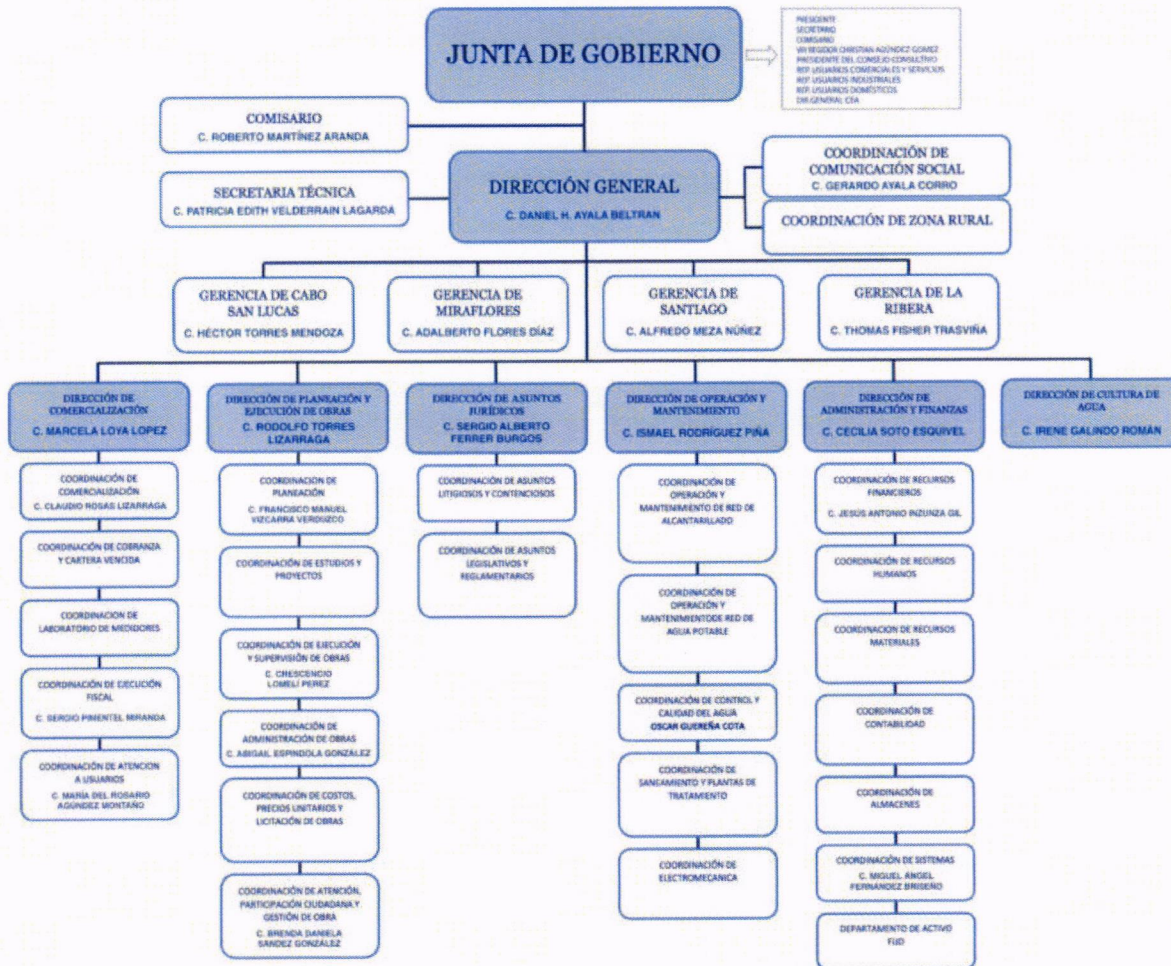 JUNTA DE GOBIERNO
PRESIDENTE
SECRETARIO
COMISARIO
VIII REGIDOR CHRISTIAN AGÚNDEZ GOMEZ
PRESIDENTE DEL CONSEJO CONSULTIVO
REP. USUARIOS COMERCIALES Y SERVICIOS
REP. USUARIOS INDUSTRIALES
REP. USUARIOS DOMÉSTICOS
DIR. GENERAL CEA
COMISARIO
C. ROBERTO MARTÍNEZ ARANDA
SECRETARIA TÉCNICA
C. PATRICIA EDITH VELDERRAIN LAGARDA
DIRECCIÓN GENERAL
C. DANIEL H. AYALA BELTRAN
COORDINACIÓN DE
COMUNICACIÓN SOCIAL
C. GERARDO AYALA CORRO
COORDINACIÓN DE ZONA RURAL
GERENCIA DE CABO
SAN LUCAS
C. HÉCTOR TORRES MENDOZA
GERENCIA DE
MIRAFLORES
C. ADALBERTO FLORES DÍAZ
GERENCIA DE
SANTIAGO
C. ALFREDO MEZA NÚÑEZ
GERENCIA DE LA
RIBERA
C. THOMAS FISHER TRASVIÑA
DIRECCIÓN DE
COMERCIALIZACIÓN
C. MARCELA LOYA LOPEZ
COORDINACIÓN DE
COMERCIALIZACIÓN
C. CLAUDIO ROSAS LIZARRAGA
COORDINACIÓN DE COBRANZA
Y CARTERA VENCIDA
COORDINACION DE
LABORATORIO DE MEDIDORES
COORDINACIÓN DE EJECUCIÓN
FISCAL
C. SERGIO PIMENTEL MIRANDA
COORDINACIÓN DE ATENCION
A USUARIOS
C. MARÍA DEL ROSARIO
AGÚNDEZ MONTAÑO
DIRECCIÓN DE PLANEACIÓN Y
EJECUCIÓN DE OBRAS
C. RODOLFO TORRES
LIZARRAGA
COORDINACION DE
PLANEACIÓN
C. FRANCISCO MANUEL
VIZCARRA VERDUZCO
COORDINACIÓN DE ESTUDIOS Y
PROYECTOS
COORDINACIÓN DE EJECUCIÓN
Y SUPERVISIÓN DE OBRAS
C. CRESCENCIO
LOMELÍ PEREZ
COORDINACIÓN DE
ADMINISTRACIÓN DE OBRAS
C. ABIGAIL ESPINDOLA GONZÁLEZ
COORDINACIÓN DE COSTOS,
PRECIOS UNITARIOS Y
LICITACIÓN DE OBRAS
COORDINACIÓN DE ATENCIÓN,
PARTICIPACIÓN CIUDADANA Y
GESTIÓN DE OBRA
C. BRENDA DANIELA
SANDEZ GONZÁLEZ
DIRECCIÓN DE ASUNTOS
JURÍDICOS
C. SERGIO ALBERTO
FERRER BURGOS
COORDINACIÓN DE ASUNTOS
LITIGIOSOS Y CONTENCIOSOS
COORDINACIÓN DE ASUNTOS
LEGISLATIVOS Y
REGLAMENTARIOS
DIRECCIÓN DE OPERACIÓN Y
MANTENIMIENTO
C. ISMAEL RODRÍGUEZ PIÑA
COORDINACIÓN DE
OPERACIÓN Y
MANTENIMIENTO DE RED DE
ALCANTARILLADO
COORDINACIÓN DE
OPERACIÓN Y
MANTENIMIENTODE RED DE
AGUA POTABLE
COORDINACIÓN DE CONTROL Y
CALIDAD DEL AGUA
OSCAR GUEREÑA COTA
COORDINACIÓN DE
SANEAMIENTO Y PLANTAS DE
TRATAMIENTO
COORDINACIÓN DE
ELECTROMECANICA
DIRECCIÓN DE
ADMINISTRACIÓN Y FINANZAS
C. CECILIA SOTO ESQUIVEL
COORDINACIÓN DE RECURSOS
FINANCIEROS
C. JESÚS ANTONIO INZUNZA GIL
COORDINACIÓN DE RECURSOS
HUMANOS
COORDINACION DE RECURSOS
MATERIALES
COORDINACIÓN DE
CONTABILIDAD
COORDINACIÓN DE
ALMACENES
COORDINACIÓN DE SISTEMAS
C. MIGUEL ÁNGEL
FERNÁNDEZ BRISEÑO
DEPARTAMENTO DE ACTIVO
FIJO
DIRECCIÓN DE CULTURA DE
AGUA
C. IRENE GALINDO ROMÁN